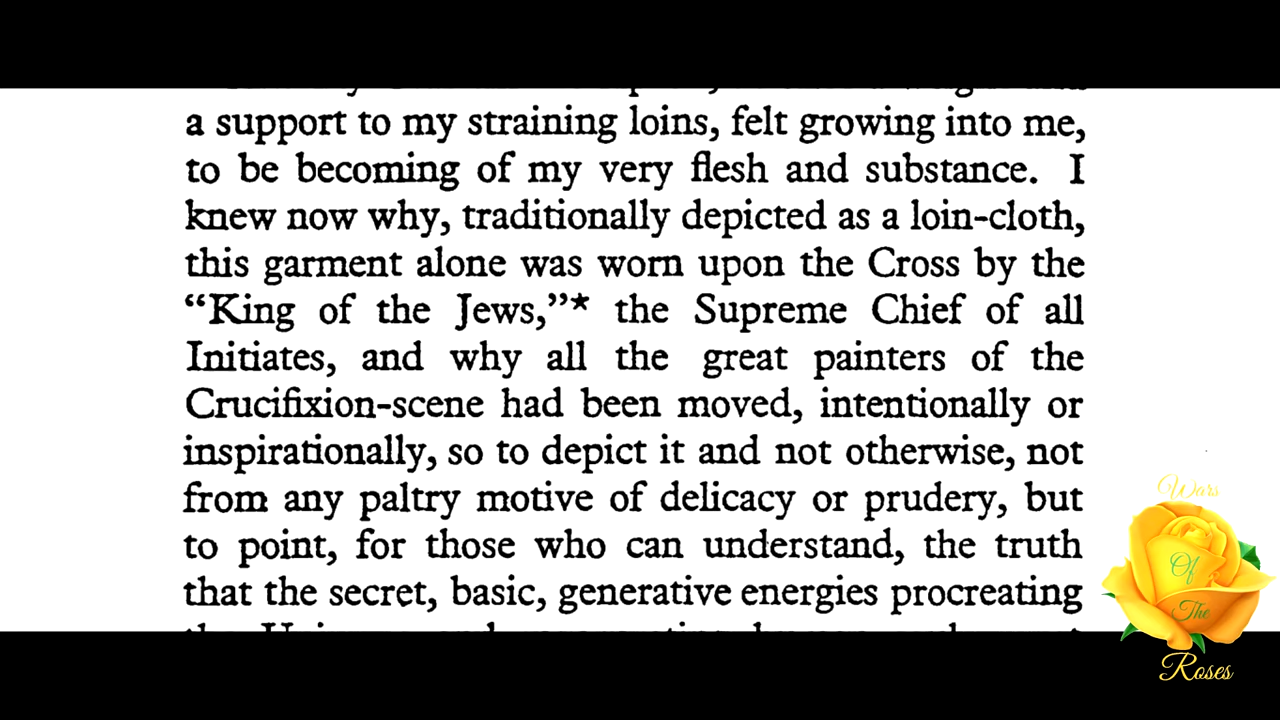 a support to my straining loins, felt growing into me,
to be becoming of my very flesh and substance. I
knew now why, traditionally depicted as a loin-cloth,
this garment alone was worn upon the Cross by the
“King of the Jews,”* the Supreme Chief of all
Initiates, and why all the great painters of the
Crucifixion-scene had been moved, intentionally or
inspirationally, so to depict it and not otherwise, not
from any paltry motive of delicacy or prudery, but
to point, for those who can understand, the truth
that the secret, basic, generative energies procreating
Wars
Of
The
Roses